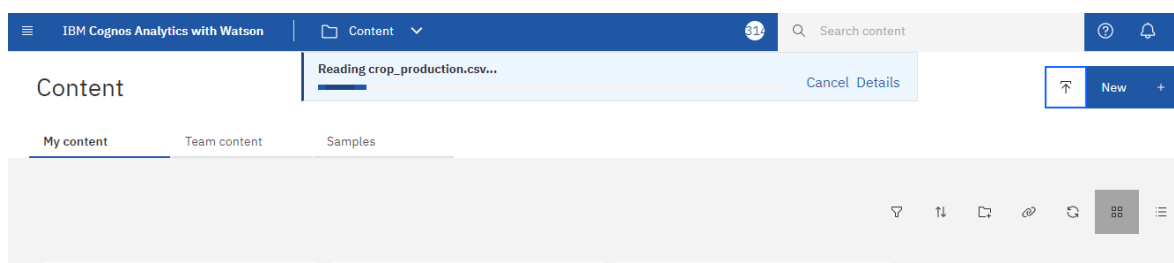 IBM Cognos Analytics with Watson
Content
314
Search content
Reading crop_production.csv...
Cancel Details
Content
New +
My content
Team content
Samples